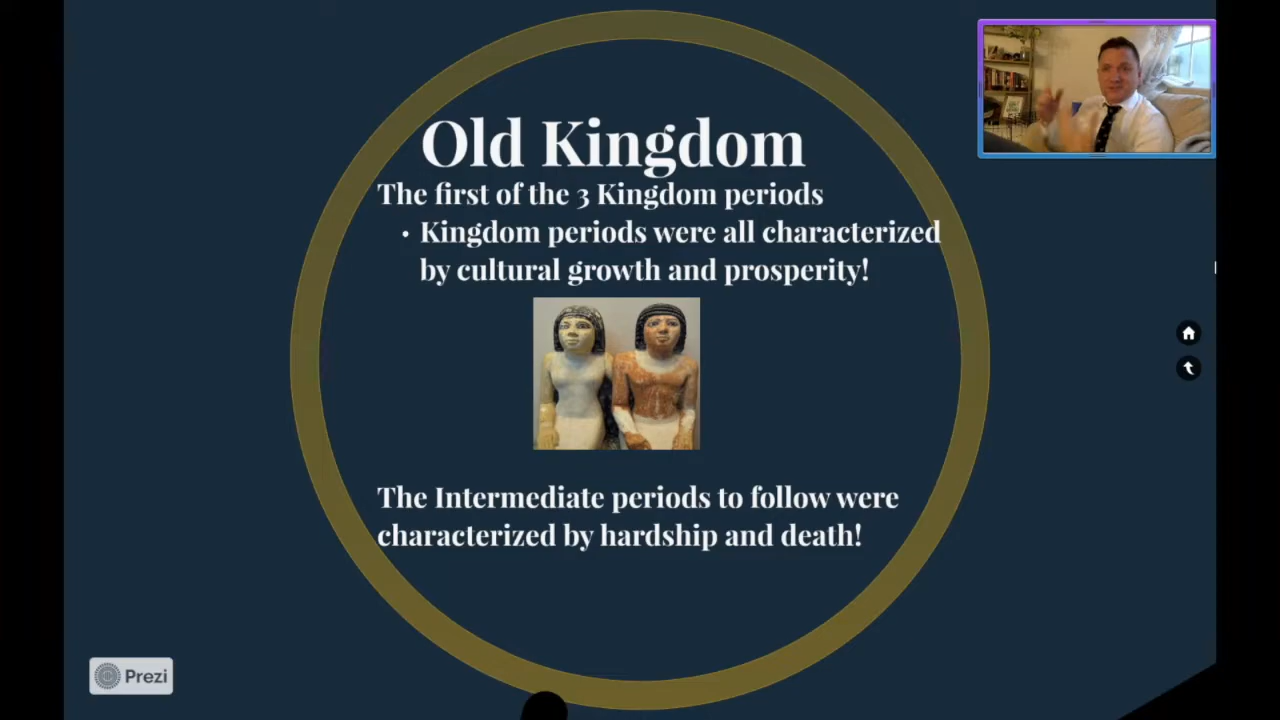 Old Kingdom
The first of the 3 Kingdom periods
• Kingdom periods were all characterized
by cultural growth and prosperity!
The Intermediate periods to follow were
characterized by hardship and death!
Prezi